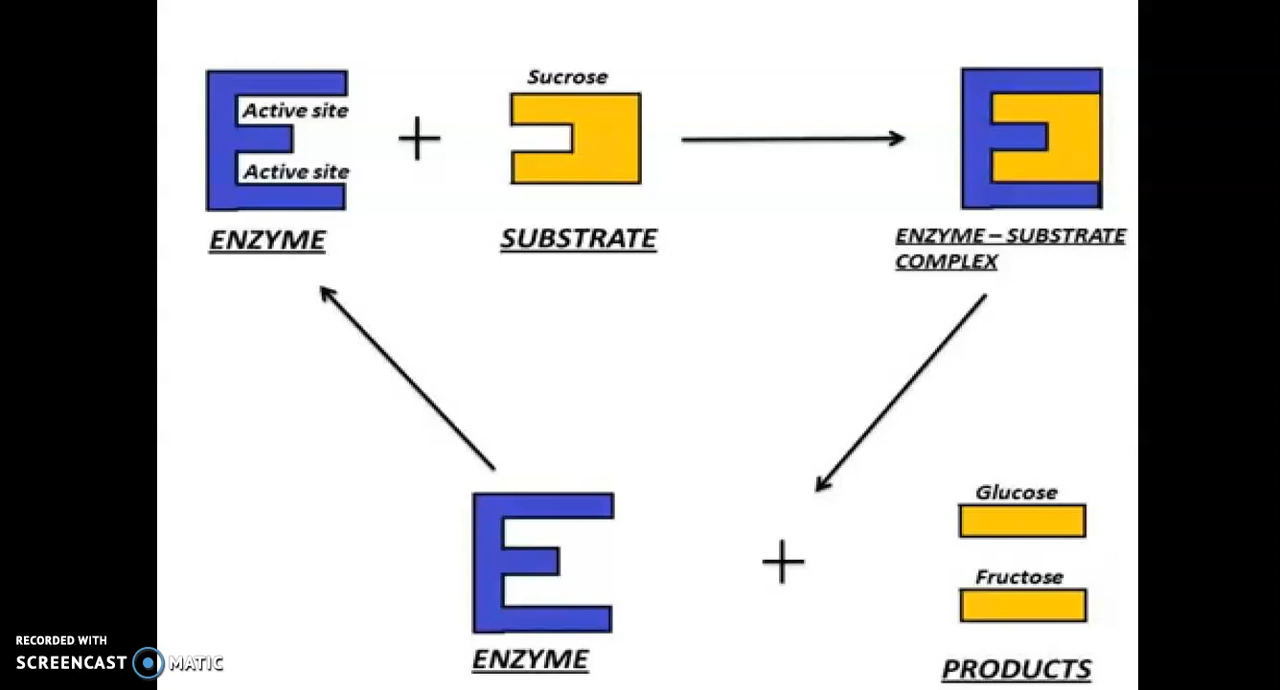 Sucrose
Active site
Active site
ENZYME
SUBSTRATE
ENZYME – SUBSTRATE
COMPLEX
Glucose
Fructose
ENZYME
PRODUCTS
RECORDED WITH
SCREENCAST MATIC